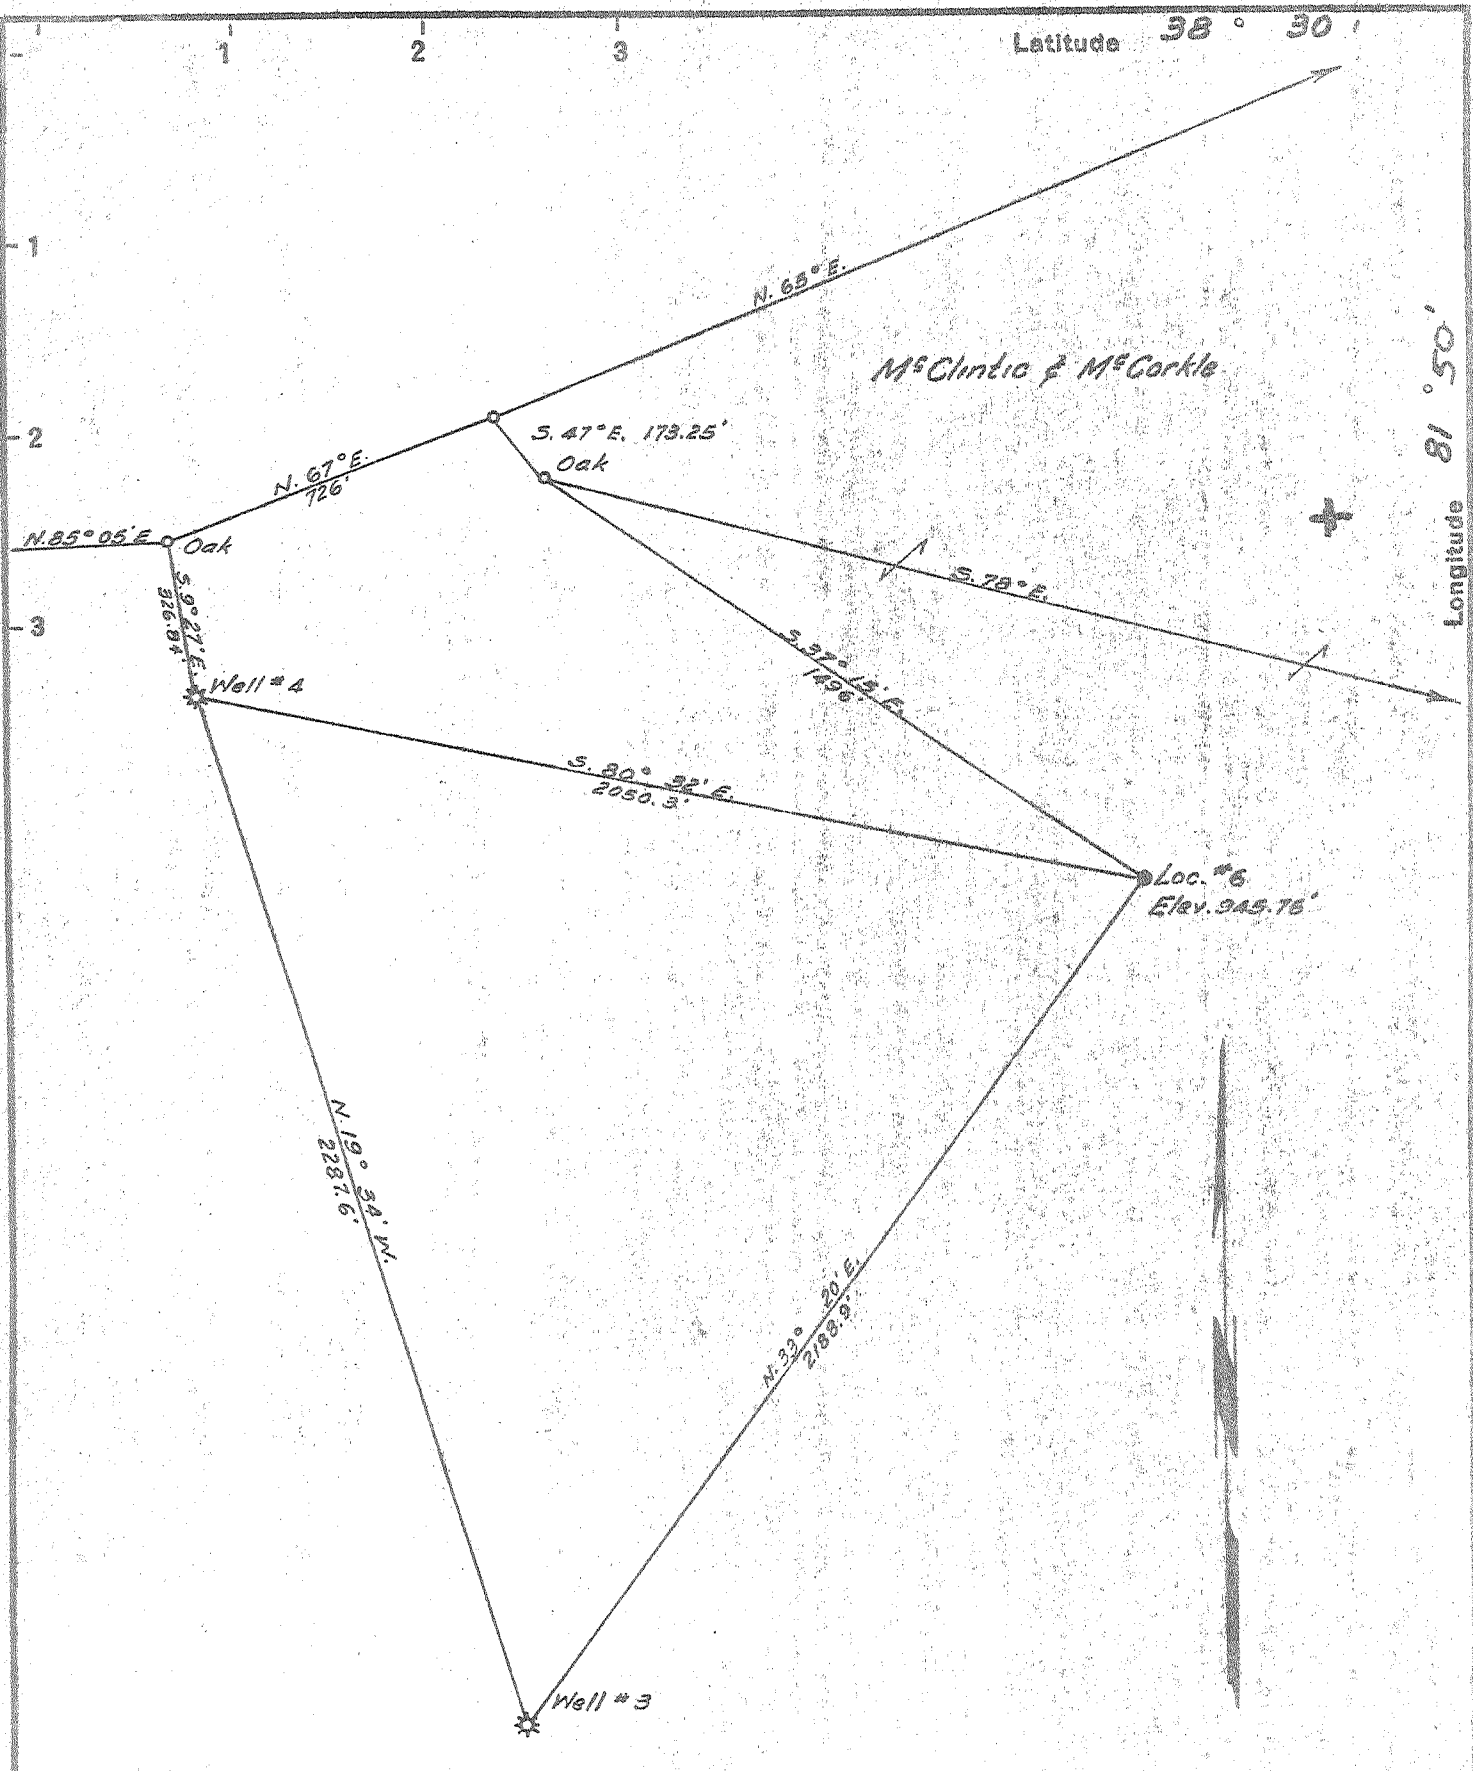 1 2 3 Latitude 38° 30'
1
N. 68° E.
McClintic & McCorkle
Longitude 81° 50'
2
S. 47° E. 173.25'
Oak
N. 67° E.
726'
N. 85° 05' E
Oak
S. 78° E.
S. 9° 27' E.
326.84'
3
S. 37° 15' E.
1496'
Well #4
S. 80° 32' E.
2050.3'
Loc. #6
Elev. 945.76'
N. 19° 34' W.
2287.6'
N. 33° 20' E.
2188.9'
Well #3